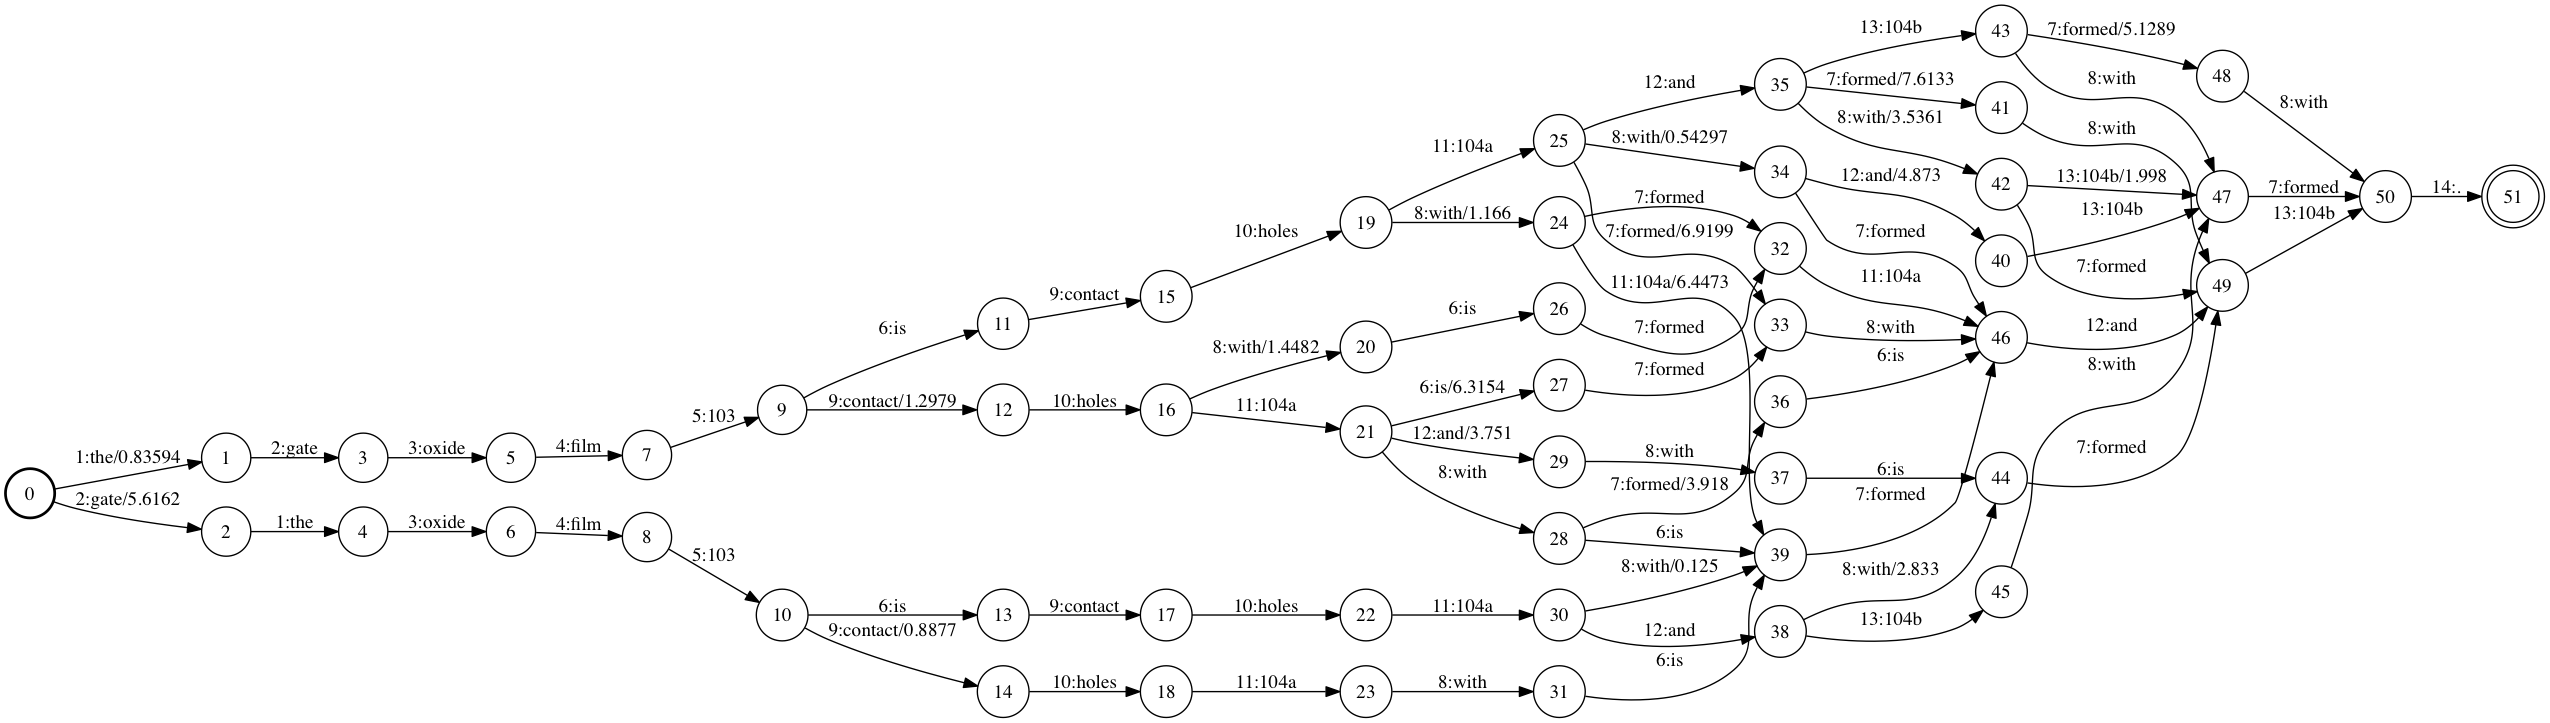 0
1:the/0.83594
2:gate/5.6162
1
2
2:gate
1:the
3
4
3:oxide
3:oxide
5
6
4:film
4:film
7
8
5:103
5:103
9
10
6:is
9:contact/1.2979
6:is
9:contact/0.8877
11
12
13
14
9:contact
10:holes
9:contact
10:holes
15
16
17
18
10:holes
8:with/1.4482
11:104a
10:holes
11:104a
19
20
21
22
23
11:104a
8:with/1.166
6:is
6:is/6.3154
12:and/3.751
8:with
11:104a
8:with
25
24
26
27
29
28
30
31
12:and
8:with/0.54297
7:formed
7:formed/6.9199
11:104a/6.4473
7:formed
7:formed
8:with
7:formed/3.918
6:is
8:with/0.125
12:and
6:is
35
34
32
33
36
37
39
38
13:104b
7:formed/7.6133
8:with/3.5361
12:and/4.873
7:formed
11:104a
8:with
6:is
6:is
7:formed
8:with/2.833
13:104b
43
41
42
40
46
44
45
7:formed/5.1289
8:with
8:with
13:104b/1.998
13:104b
7:formed
12:and
8:with
7:formed
48
47
49
8:with
7:formed
13:104b
50
14:.
51